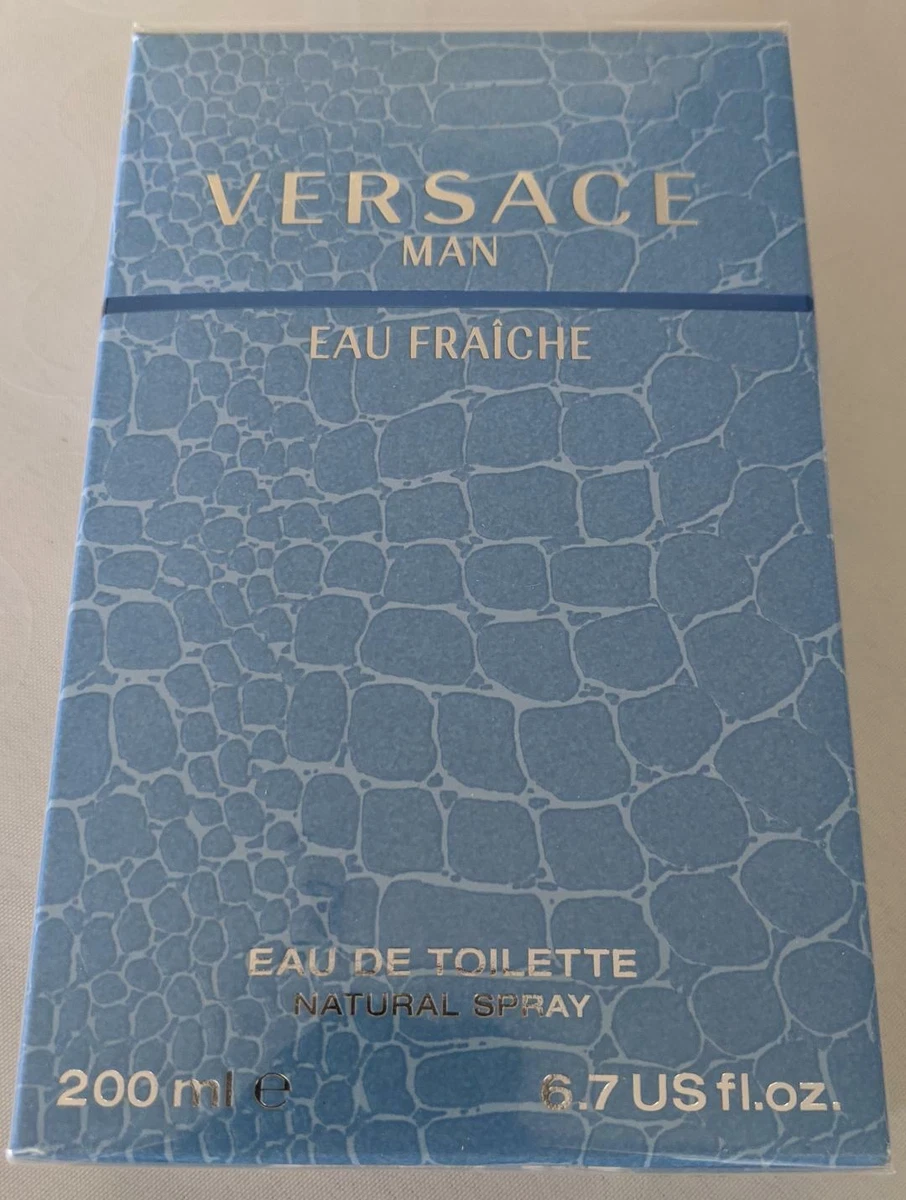 VERSACE
MAN
EAU FRAÎCHE
EAU DE TOILETTE
NATURAL SPRAY
200 ml ℮ 6.7 US fl.oz.